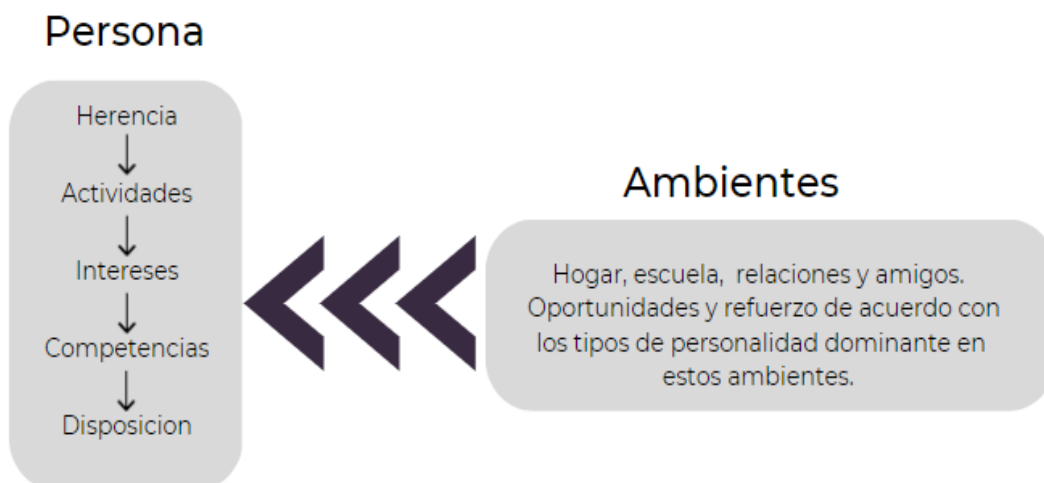 Persona
Herencia
Actividades
Intereses
Competencias
Disposicion
Ambientes
Hogar, escuela, relaciones y amigos.
Oportunidades y refuerzo de acuerdo con
los tipos de personalidad dominante en
estos ambientes.